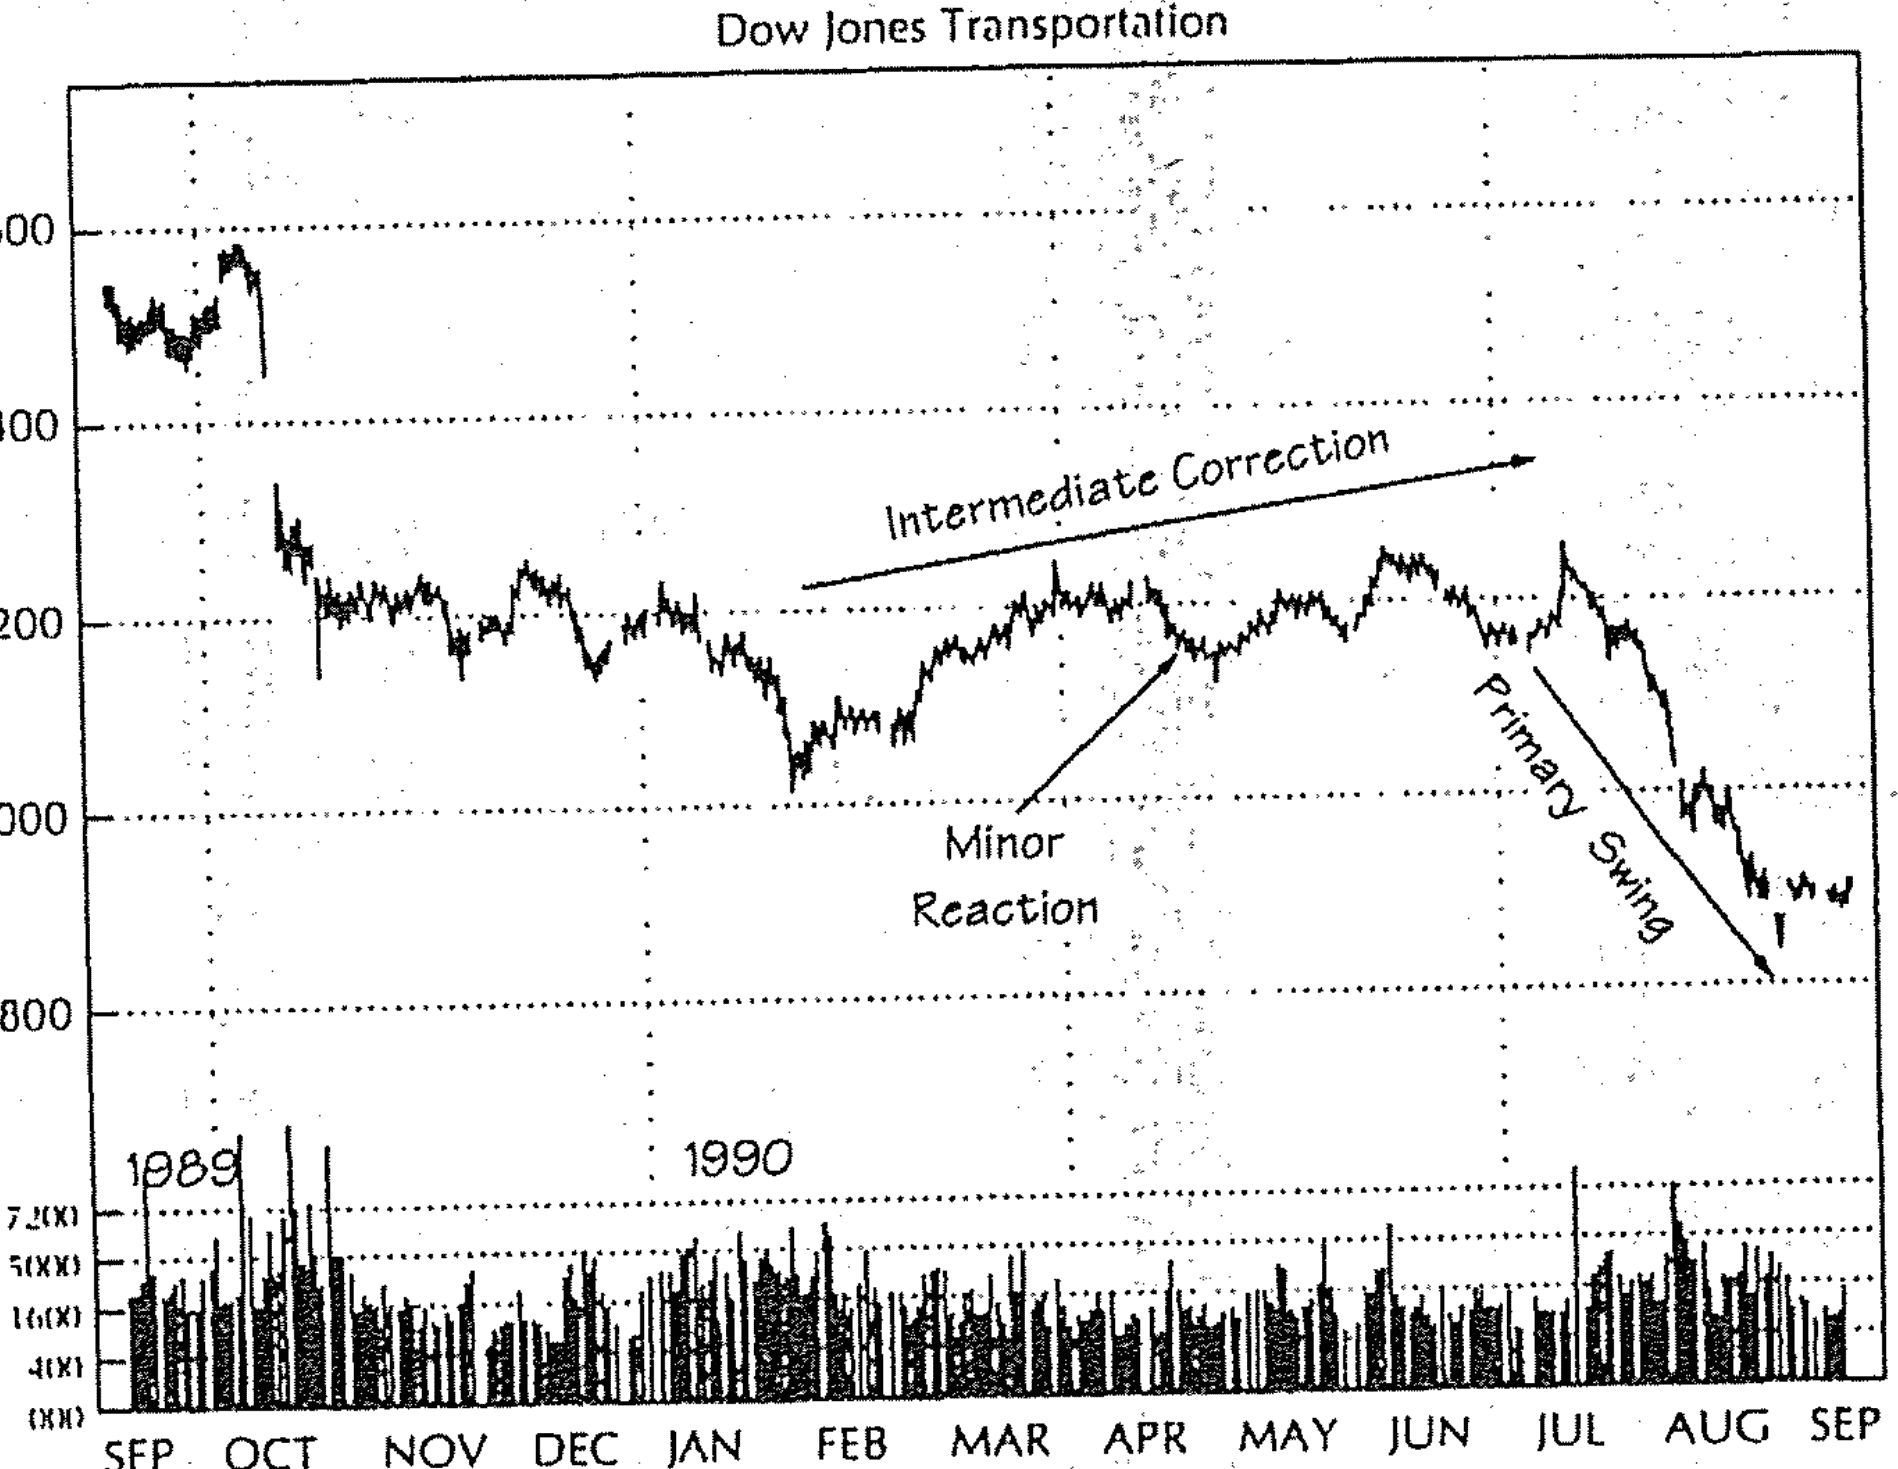 Dow Jones Transportation
400
200
000
800
Intermediate Correction
Minor
Reaction
Primary Swing
1989
1990
SEP OCT NOV DEC JAN FEB MAR APR MAY JUN JUL AUG SEP